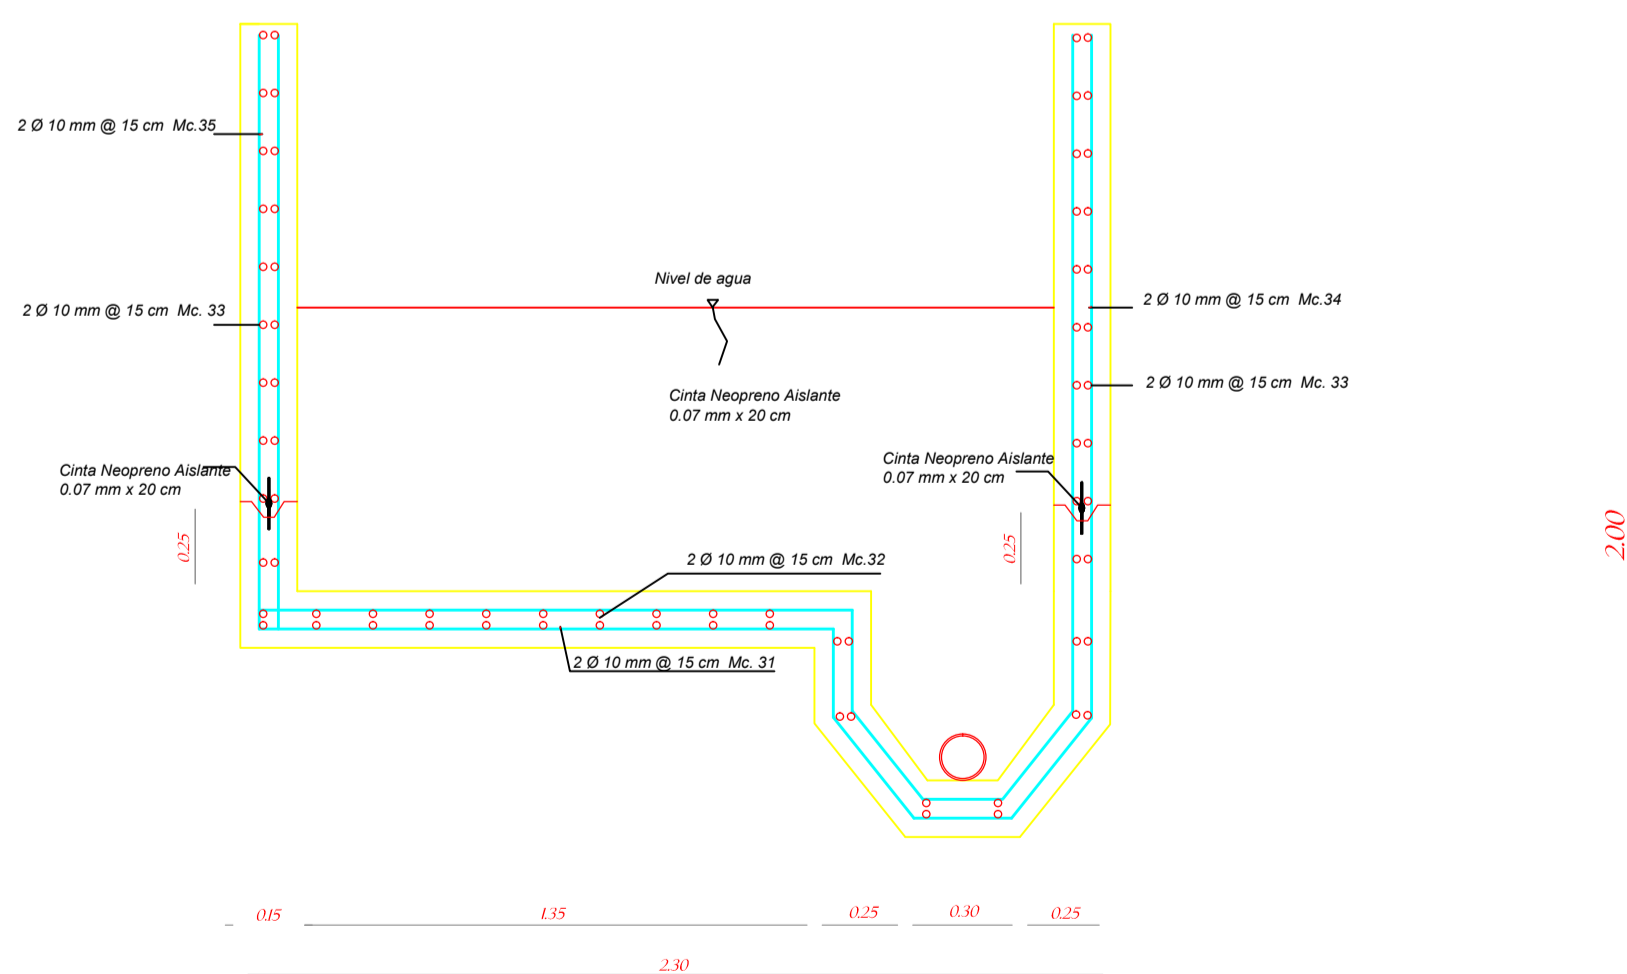 2 Ø 10 mm @ 15 cm  Mc.35
Nivel de agua
2 Ø 10 mm @ 15 cm  Mc. 33
2 Ø 10 mm @ 15 cm  Mc.34
2 Ø 10 mm @ 15 cm  Mc. 33
Cinta Neopreno Aislante
0.07 mm x 20 cm
Cinta Neopreno Aislante
0.07 mm x 20 cm
Cinta Neopreno Aislante
0.07 mm x 20 cm
0.25
0.25
2.00
2 Ø 10 mm @ 15 cm  Mc.32
2 Ø 10 mm @ 15 cm  Mc. 31
0.15
1.35
0.25
0.30
0.25
2.30